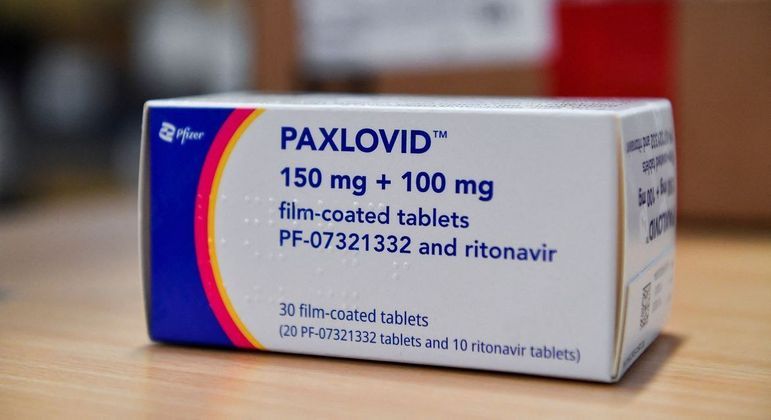 Pfizer
PAXLOVID™
150 mg + 100 mg
film-coated tablets
PF-07321332 and ritonavir
30 film-coated tablets
(20 PF-07321332 tablets and 10 ritonavir tablets)
PAXLOVID™